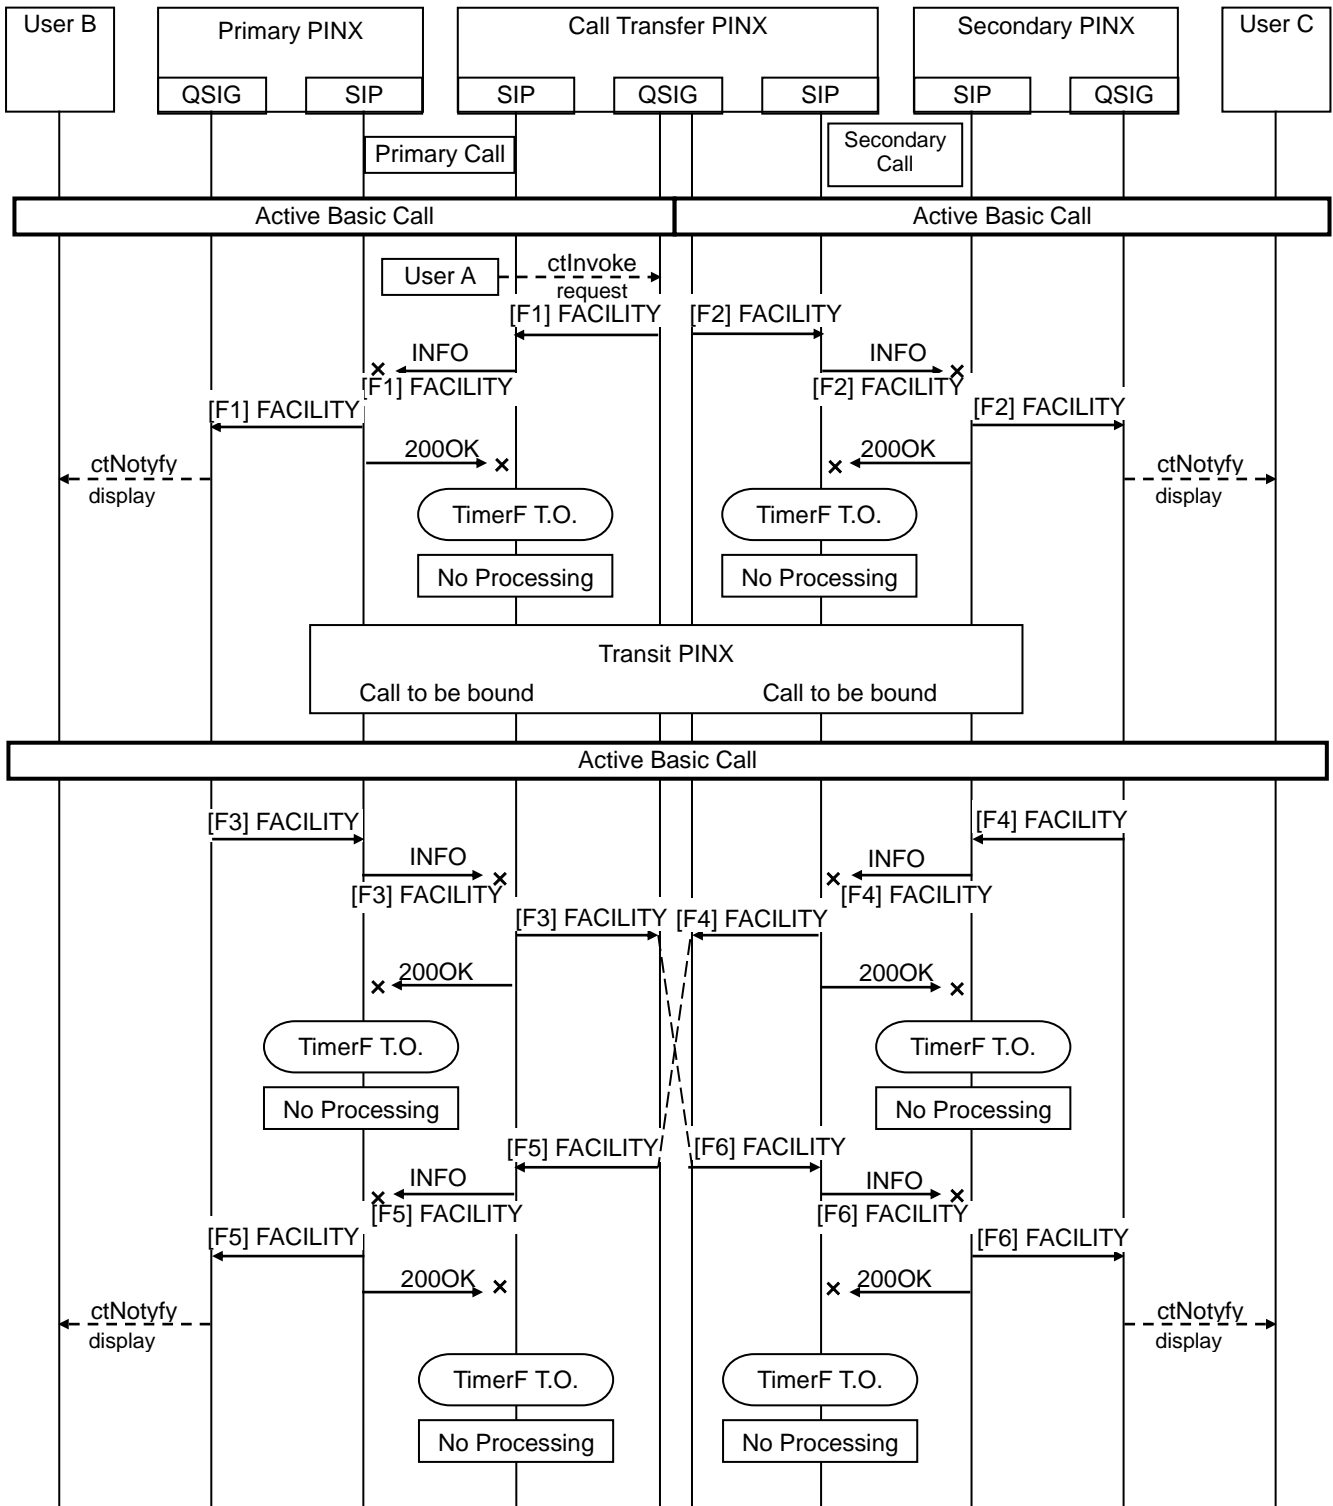 User B
Primary PINX
Call Transfer PINX
Secondary PINX
User C
QSIG
SIP
SIP
QSIG
SIP
SIP
QSIG
Primary Call
Secondary
Call
Active Basic Call
Active Basic Call
User A
ctInvoke
request
[F1] FACILITY
[F2] FACILITY
INFO
[F1] FACILITY
INFO
[F2] FACILITY
[F1] FACILITY
[F2] FACILITY
200OK
200OK
ctNotyfy
display
ctNotyfy
display
TimerF T.O.
TimerF T.O.
No Processing
No Processing
Transit PINX
Call to be bound
Call to be bound
Active Basic Call
[F3] FACILITY
[F4] FACILITY
INFO
[F3] FACILITY
INFO
[F4] FACILITY
[F3] FACILITY
[F4] FACILITY
200OK
200OK
TimerF T.O.
TimerF T.O.
No Processing
No Processing
[F5] FACILITY
[F6] FACILITY
INFO
[F5] FACILITY
INFO
[F6] FACILITY
[F5] FACILITY
[F6] FACILITY
200OK
200OK
ctNotyfy
display
ctNotyfy
display
TimerF T.O.
TimerF T.O.
No Processing
No Processing